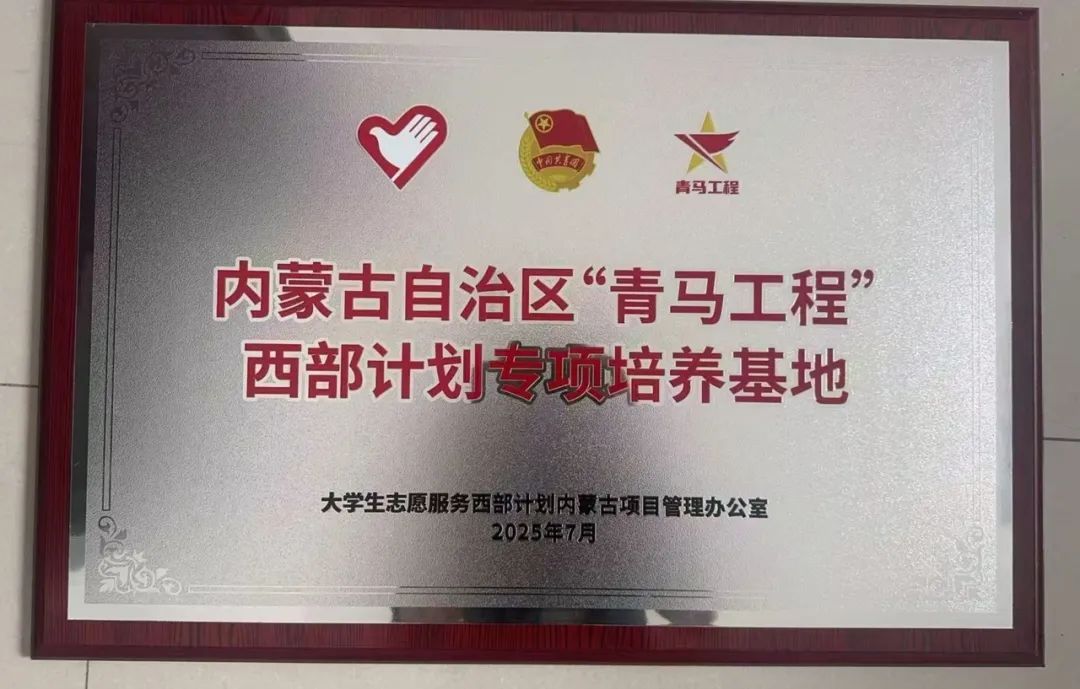 中国共青团
青马工程
内蒙古自治区“青马工程”
西部计划专项培养基地
大学生志愿服务西部计划内蒙古项目管理办公室
2025年7月